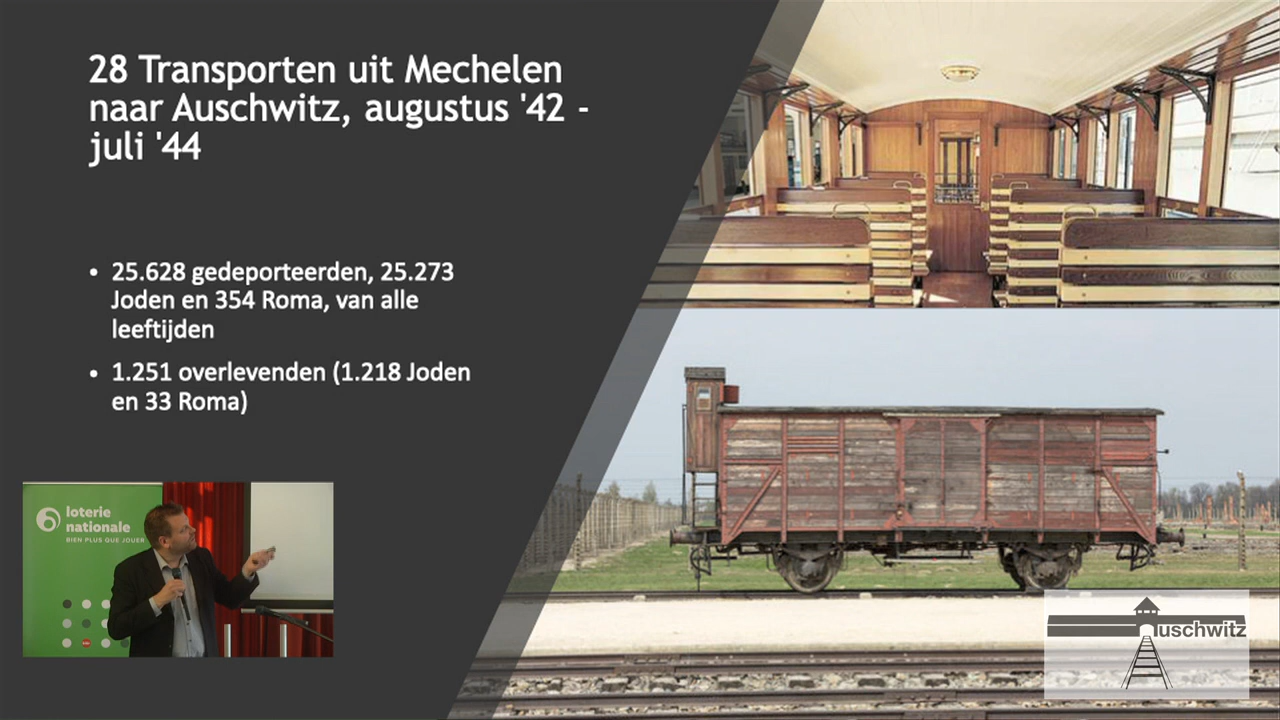 28 Transporten uit Mechelen
naar Auschwitz, augustus '42 -
juli '44
• 25.628 gedeporteerden, 25.273
Joden en 354 Roma, van alle
leeftijden
• 1.251 overlevenden (1.218 Joden
en 33 Roma)
loterie
nationale
BIEN PLUS QUE JOUER
uschwitz